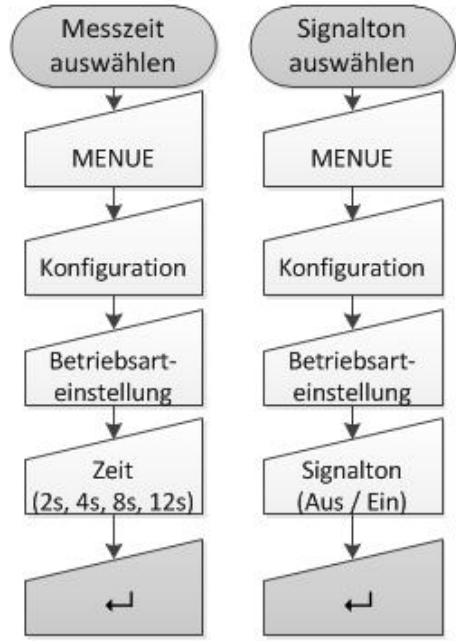 Messzeit
auswählen
MENUE
Konfiguration
Betriebsart-
einstellung
Zeit
(2s, 4s, 8s, 12s)
↵
Signalton
auswählen
MENUE
Konfiguration
Betriebsart-
einstellung
Signalton
(Aus / Ein)
↵